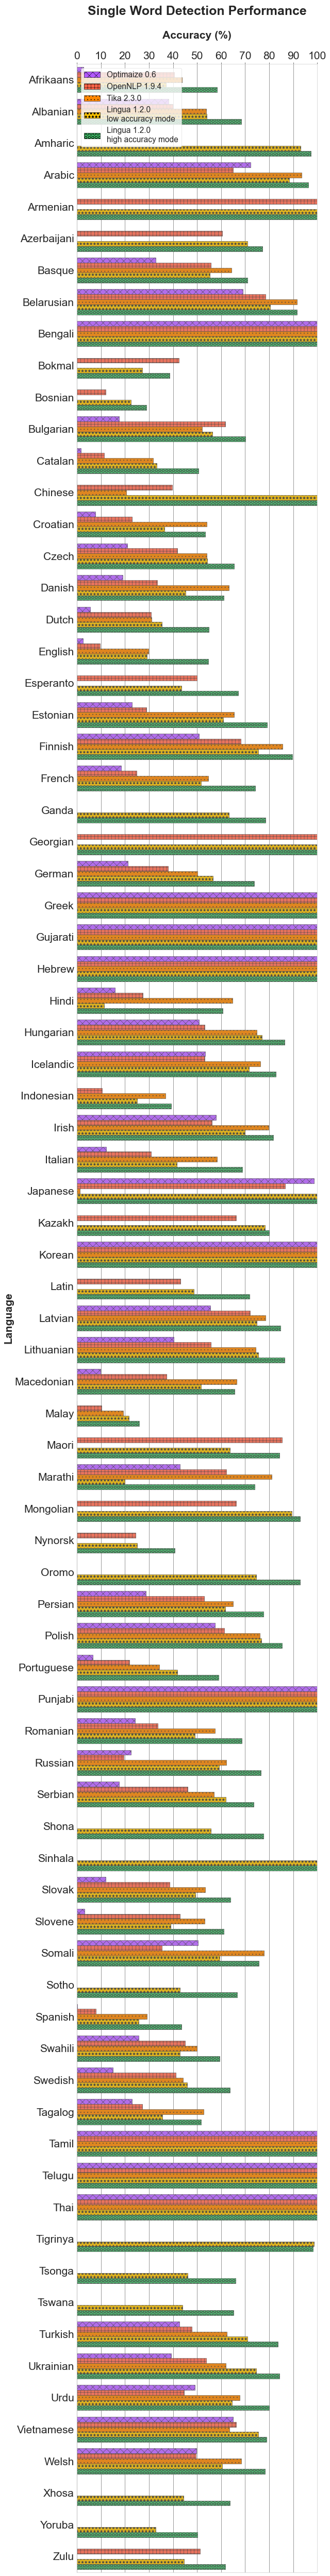 Single Word Detection Performance
Accuracy (%)
0 10 20 30 40 50 60 70 80 90 100
Optimaize 0.6
OpenNLP 1.9.4
Tika 2.3.0
Lingua 1.2.0
low accuracy mode
Lingua 1.2.0
high accuracy mode
Language
Afrikaans
Albanian
Amharic
Arabic
Armenian
Azerbaijani
Basque
Belarusian
Bengali
Bokmal
Bosnian
Bulgarian
Catalan
Chinese
Croatian
Czech
Danish
Dutch
English
Esperanto
Estonian
Finnish
French
Ganda
Georgian
German
Greek
Gujarati
Hebrew
Hindi
Hungarian
Icelandic
Indonesian
Irish
Italian
Japanese
Kazakh
Korean
Latin
Latvian
Lithuanian
Macedonian
Malay
Maori
Marathi
Mongolian
Nynorsk
Oromo
Persian
Polish
Portuguese
Punjabi
Romanian
Russian
Serbian
Shona
Sinhala
Slovak
Slovene
Somali
Sotho
Spanish
Swahili
Swedish
Tagalog
Tamil
Telugu
Thai
Tigrinya
Tsonga
Tswana
Turkish
Ukrainian
Urdu
Vietnamese
Welsh
Xhosa
Yoruba
Zulu